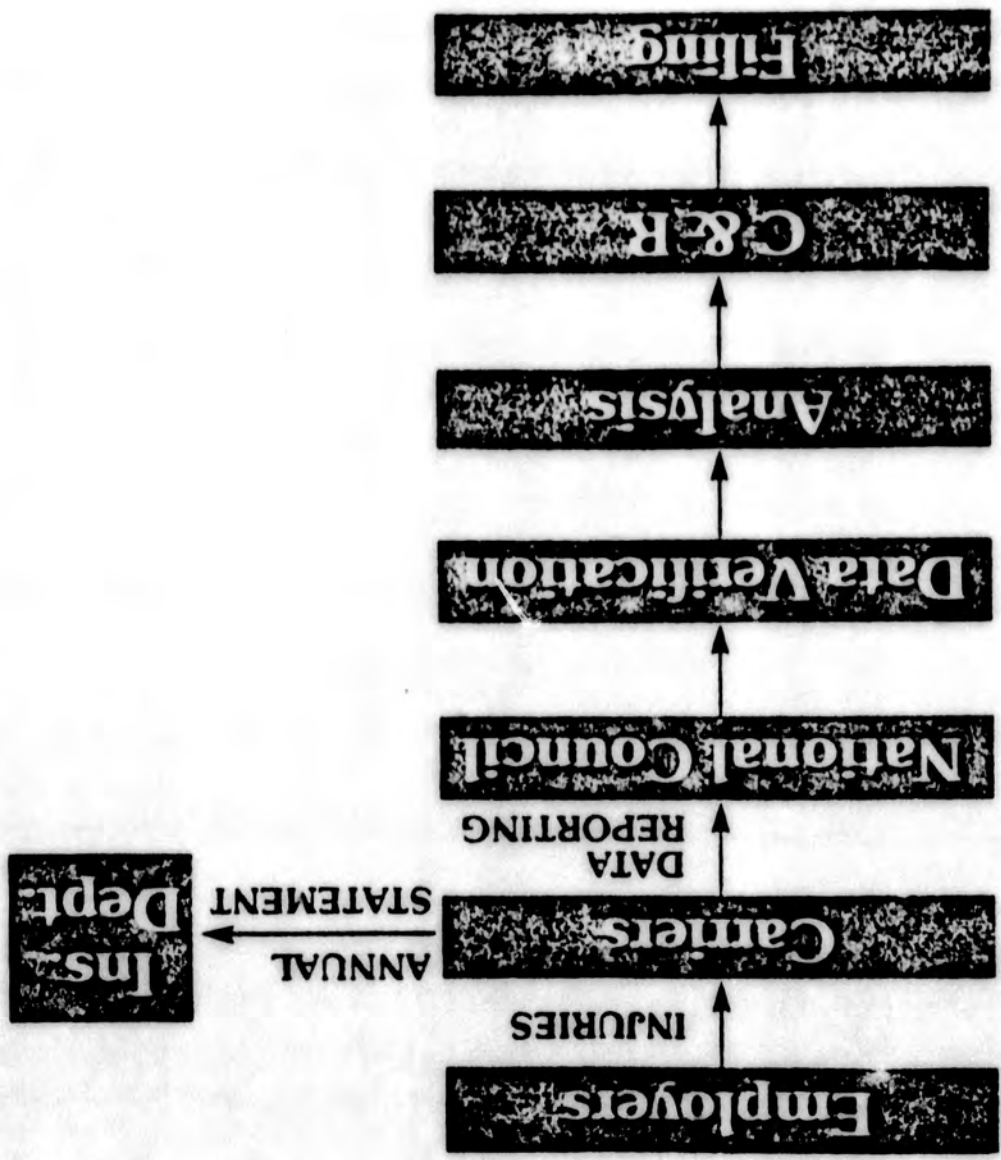 Employers
INJURIES
Carriers
ANNUAL
STATEMENT
Ins.
Dept.
DATA
REPORTING
National Council
Data Verification
Analysis
C & R
Filing